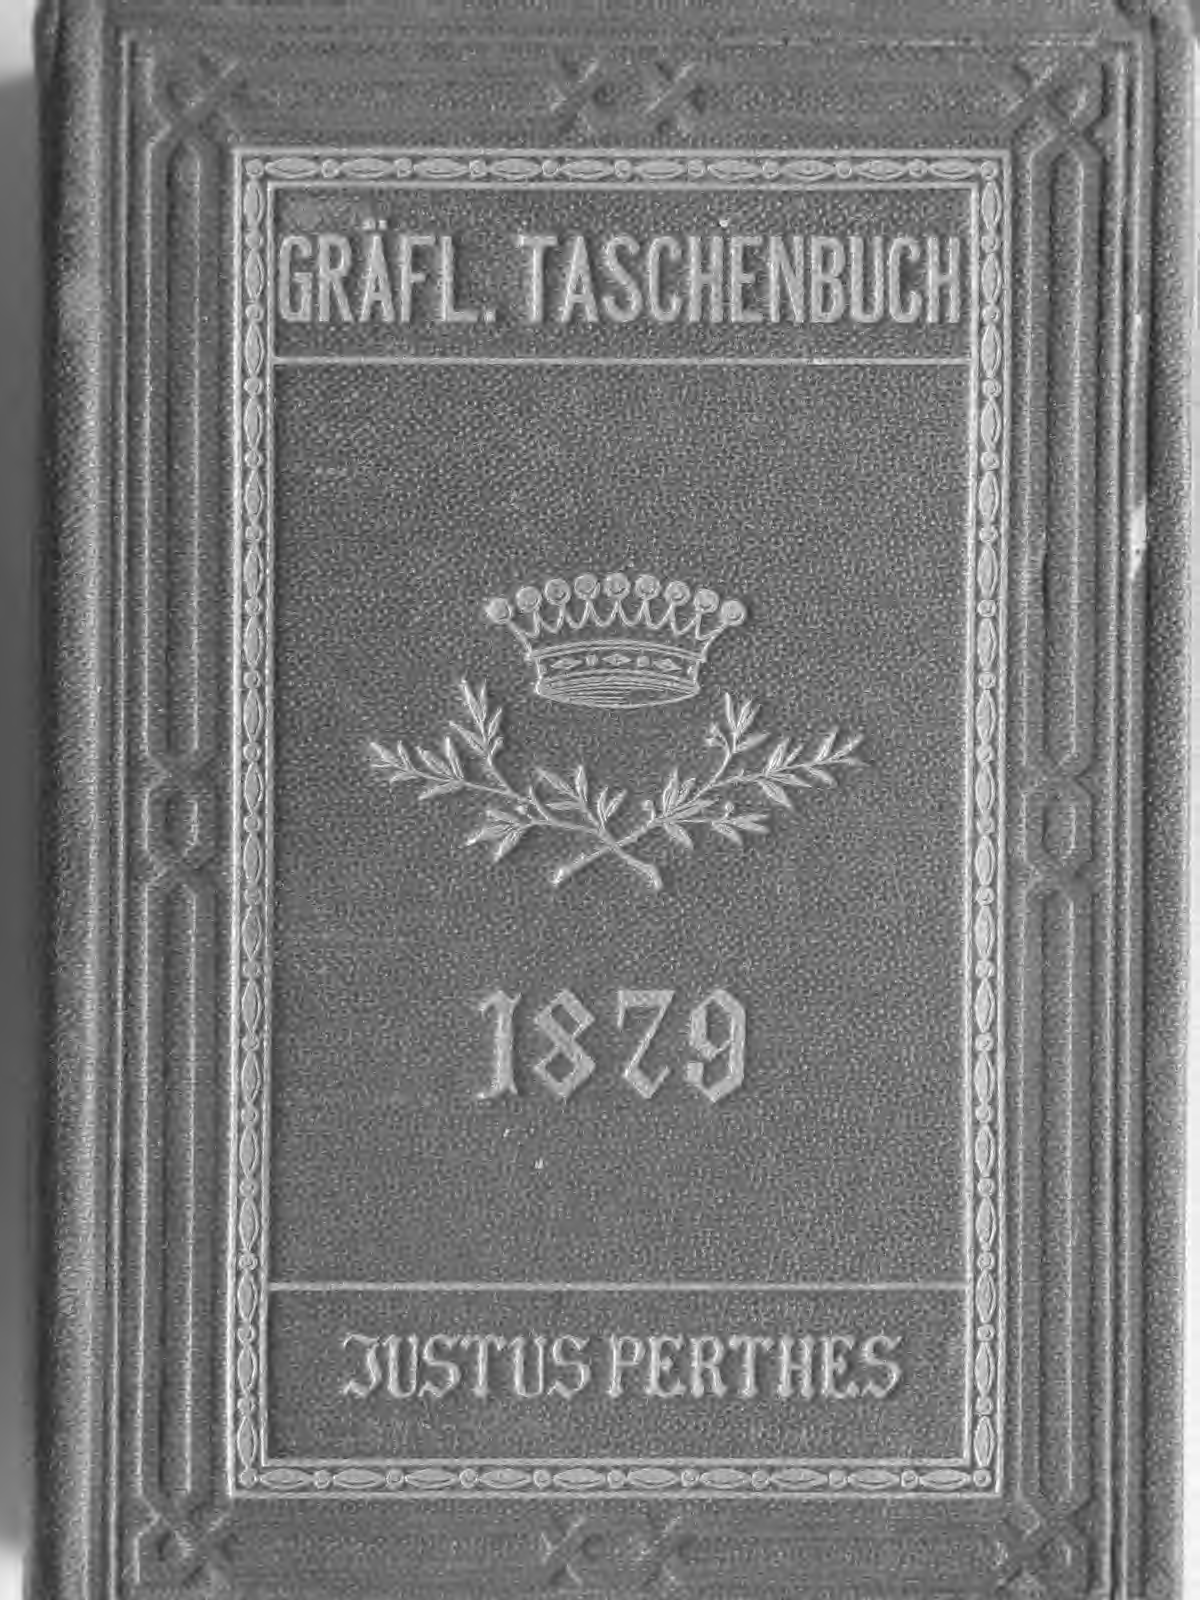 GRÄFL. TASCHENBUCH
1879
JUSTUS PERTHES